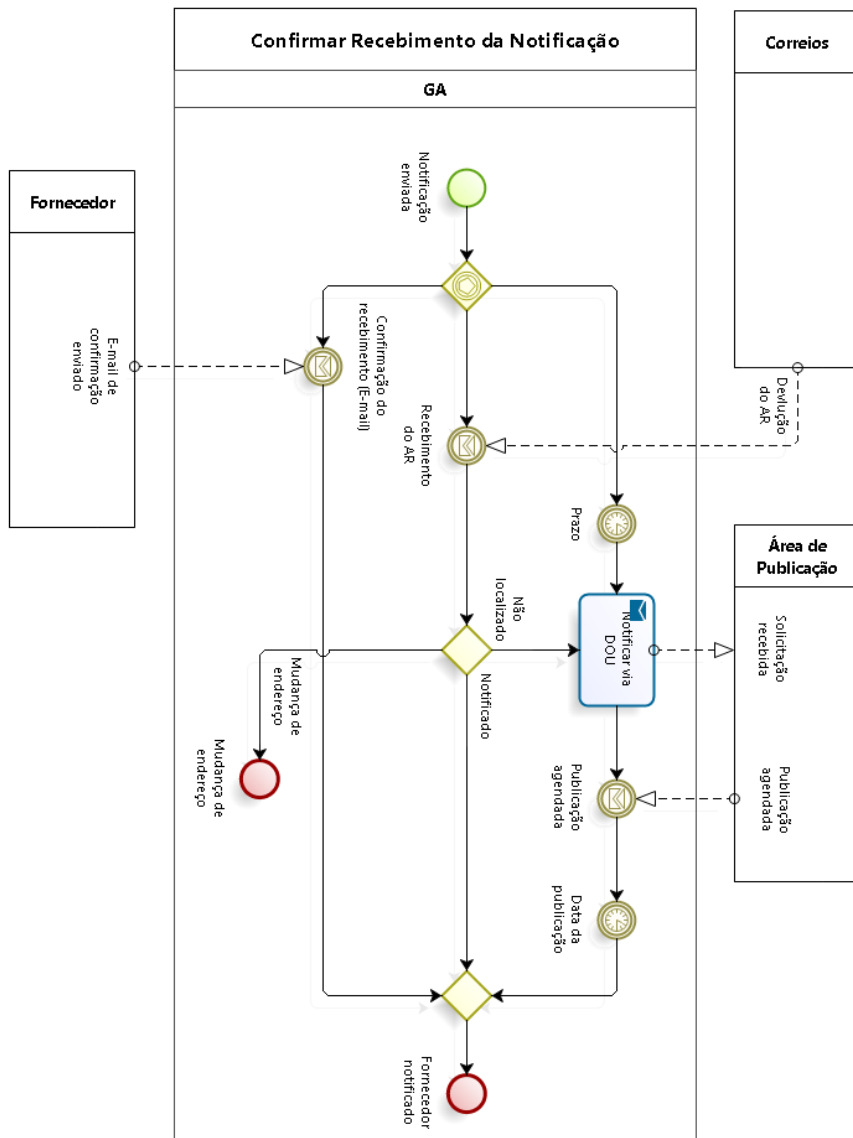 Confirmar Recebimento da Notificação
GA
Correios
Fornecedor
Notificação
enviada
E-mail de
confirmação
enviado
Confirmação do
recebimento (E-mail)
Recebimento
do AR
Devlução
do AR
Prazo
Área de
Publicação
Não
localizado
Notificar via
DOU
Solicitação
recebida
Mudança de
endereço
Notificado
Mudança de
endereço
Publicação
agendada
Publicação
agendada
Data da
publicação
Fornecedor
notificado